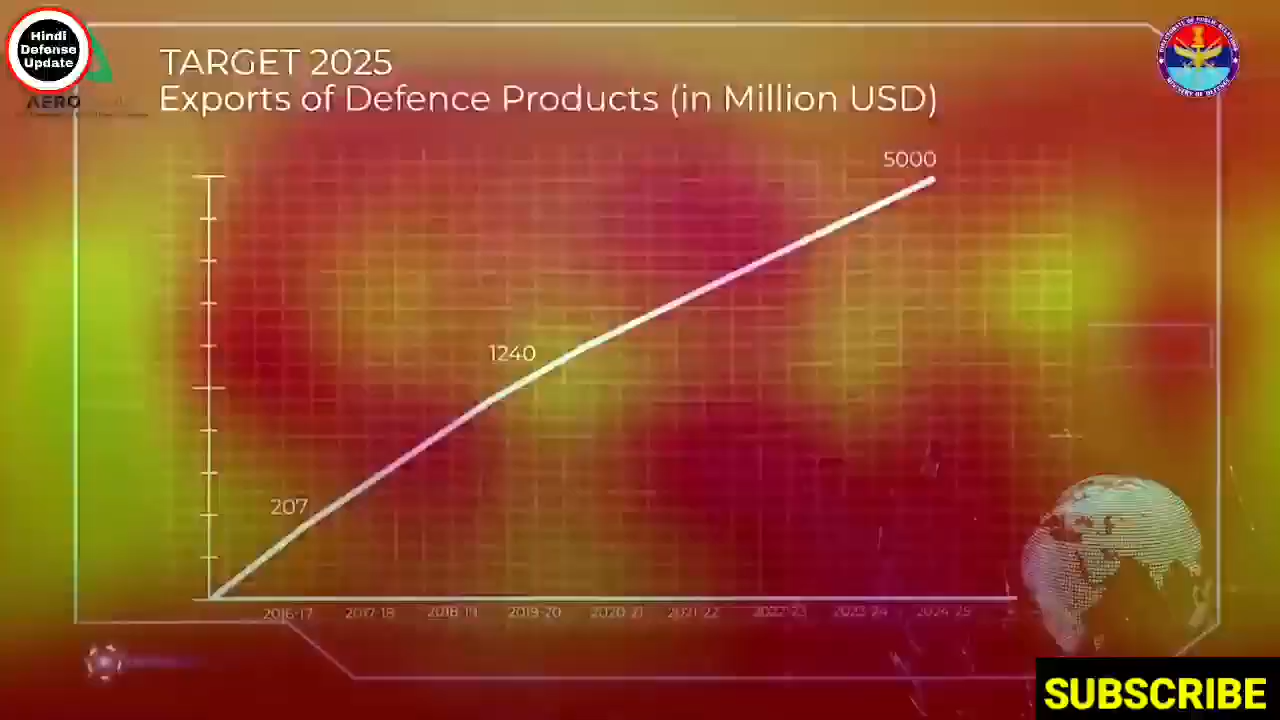 Hindi
Defense
Update
AERO
TARGET 2025
Exports of Defence Products (in Million USD)
5000
1240
207
2016-17 2017-18 2018-19 2019-20 2020-21 2021-22 2022-23 2023-24 2024-25
SUBSCRIBE